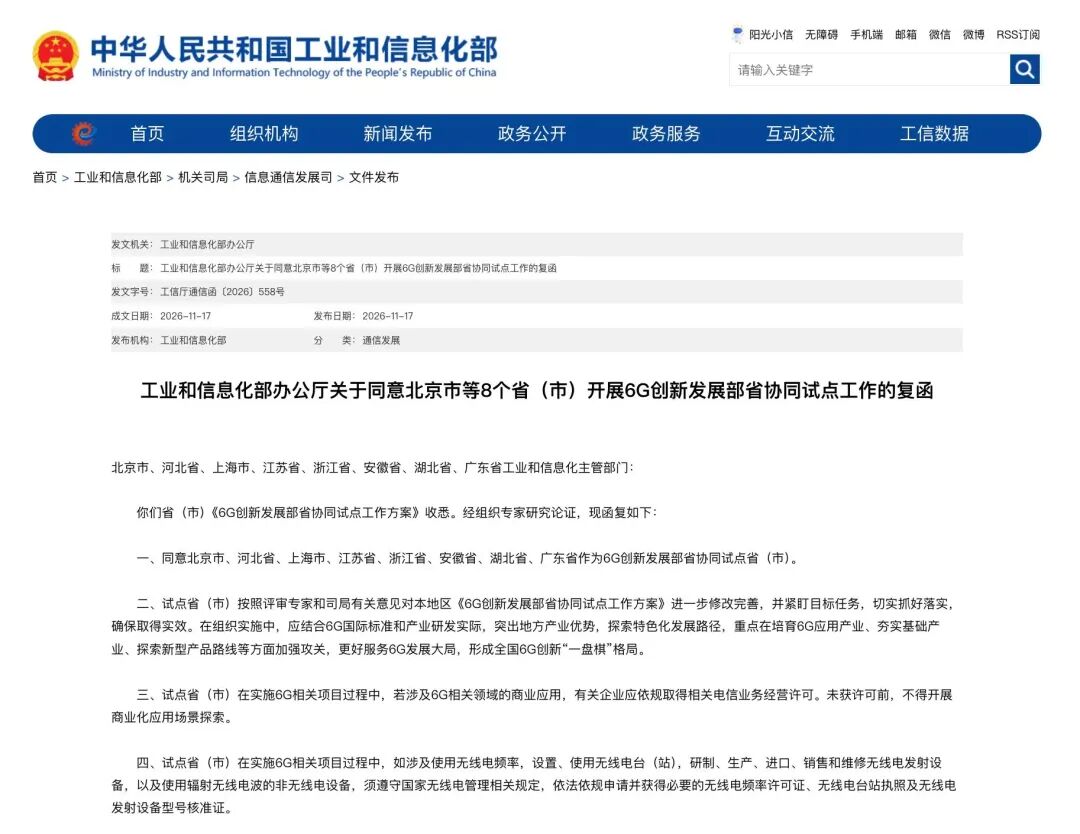 中华人民共和国工业和信息化部
Ministry of Industry and Information Technology of the People's Republic of China
阳光小信 无障碍 手机端 邮箱 微信 微博 RSS订阅
请输入关键字
首页 组织机构 新闻发布 政务公开 政务服务 互动交流 工信数据
首页 > 工业和信息化部 > 机关司局 > 信息通信发展司 > 文件发布
发文机关： 工业和信息化部办公厅
标 题： 工业和信息化部办公厅关于同意北京市等8个省（市）开展6G创新发展部省协同试点工作的复函
发文字号： 工信厅通信函〔2026〕558号
成文日期： 2026-11-17 发布日期： 2026-11-17
发布机构： 工业和信息化部 分 类： 通信发展
工业和信息化部办公厅关于同意北京市等8个省（市）开展6G创新发展部省协同试点工作的复函
北京市、河北省、上海市、江苏省、浙江省、安徽省、湖北省、广东省工业和信息化主管部门：
你们省（市）《6G创新发展部省协同试点工作方案》收悉。经组织专家研究论证，现函复如下：
一、同意北京市、河北省、上海市、江苏省、浙江省、安徽省、湖北省、广东省作为6G创新发展部省协同试点省（市）。
二、试点省（市）按照评审专家和司局有关意见对本地区《6G创新发展部省协同试点工作方案》进一步修改完善，并紧盯目标任务，切实抓好落实，
确保取得实效。在组织实施中，应结合6G国际标准和产业研发实际，突出地方产业优势，探索特色化发展路径，重点在培育6G应用产业、夯实基础产
业、探索新型产品路线等方面加强攻关，更好服务6G发展大局，形成全国6G创新“一盘棋”格局。
三、试点省（市）在实施6G相关项目过程中，若涉及6G相关领域的商业应用，有关企业应依规取得相关电信业务经营许可。未获许可前，不得开展
商业化应用场景探索。
四、试点省（市）在实施6G相关项目过程中，如涉及使用无线电频率，设置、使用无线电台（站），研制、生产、进口、销售和维修无线电发射设
备，以及使用辐射无线电波的非无线电设备，须遵守国家无线电管理相关规定，依法依规申请并获得必要的无线电频率许可证、无线电台站执照及无线电
发射设备型号核准证。